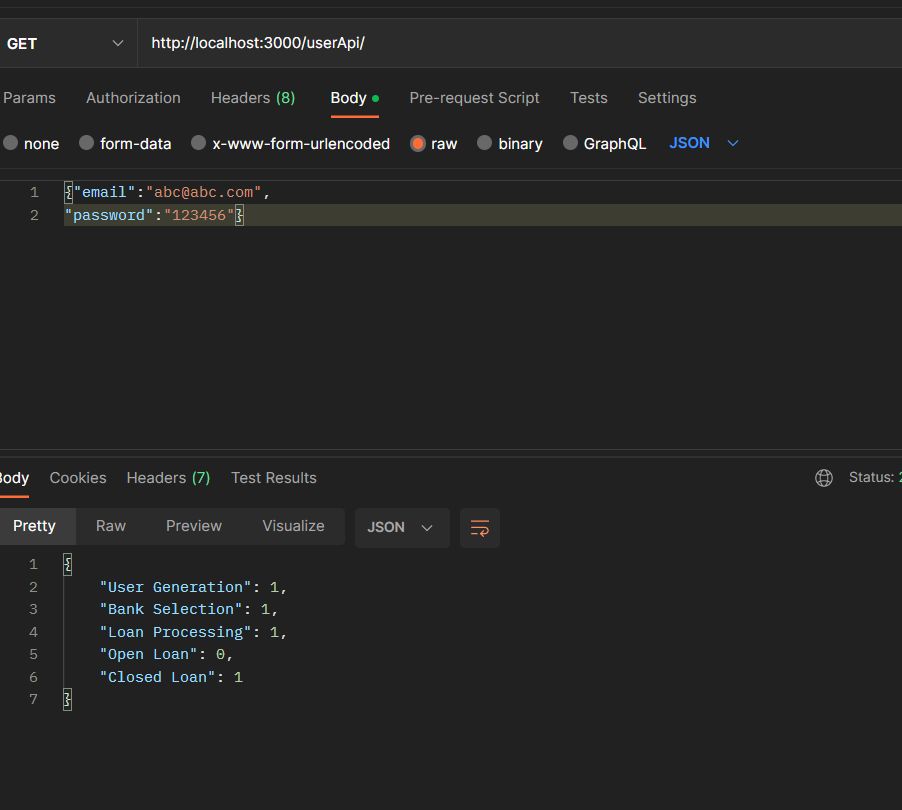 GET http://localhost:3000/userApi/
Params Authorization Headers (8) Body Pre-request Script Tests Settings
none form-data x-www-form-urlencoded raw binary GraphQL JSON
1 {"email":"abc@abc.com",
2 "password":"123456"}
Body Cookies Headers (7) Test Results Status: 2
Pretty Raw Preview Visualize JSON
1 {
2 "User Generation": 1,
3 "Bank Selection": 1,
4 "Loan Processing": 1,
5 "Open Loan": 0,
6 "Closed Loan": 1
7 }